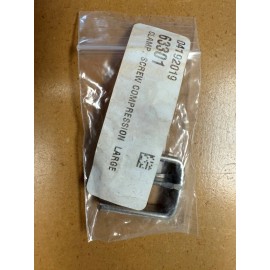 04192019
63301
CLAMP - SCREW COMPRESSION LARGE